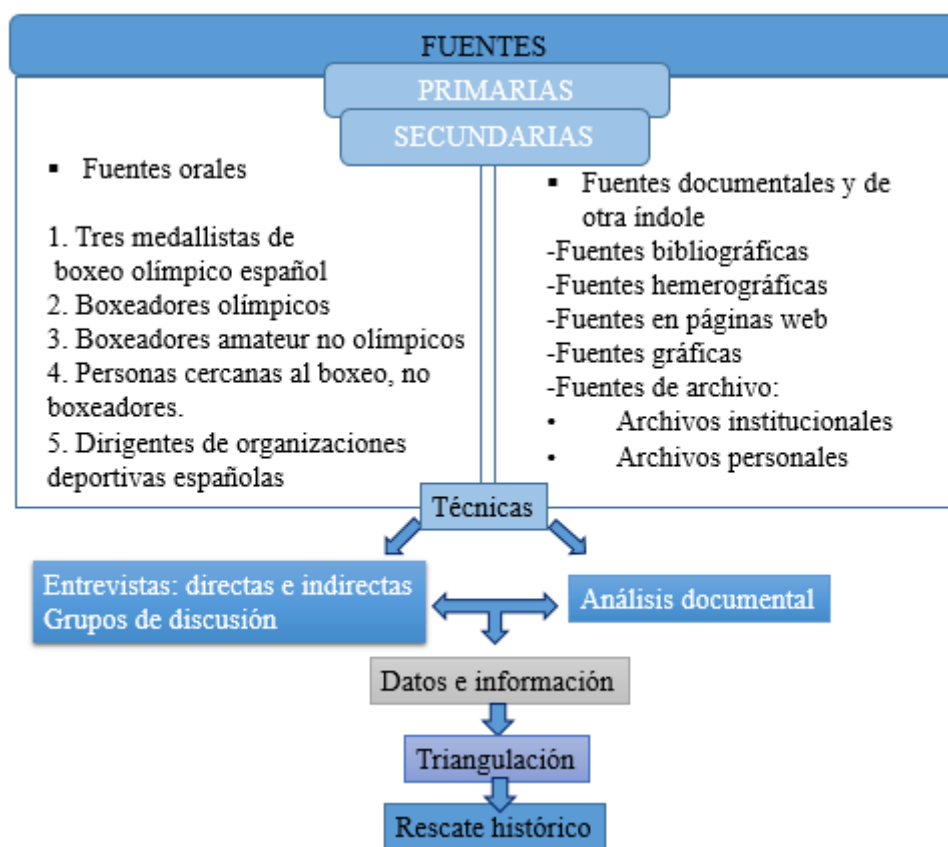 FUENTES
PRIMARIAS
SECUNDARIAS
▪ Fuentes orales
1. Tres medallistas de
boxeo olímpico español
2. Boxeadores olímpicos
3. Boxeadores amateur no olímpicos
4. Personas cercanas al boxeo, no
boxeadores.
5. Dirigentes de organizaciones
deportivas españolas
▪ Fuentes documentales y de
otra índole
-Fuentes bibliográficas
-Fuentes hemerográficas
-Fuentes en páginas web
-Fuentes gráficas
-Fuentes de archivo:
• Archivos institucionales
• Archivos personales
Técnicas
Entrevistas: directas e indirectas
Grupos de discusión
Análisis documental
Datos e información
Triangulación
Rescate histórico